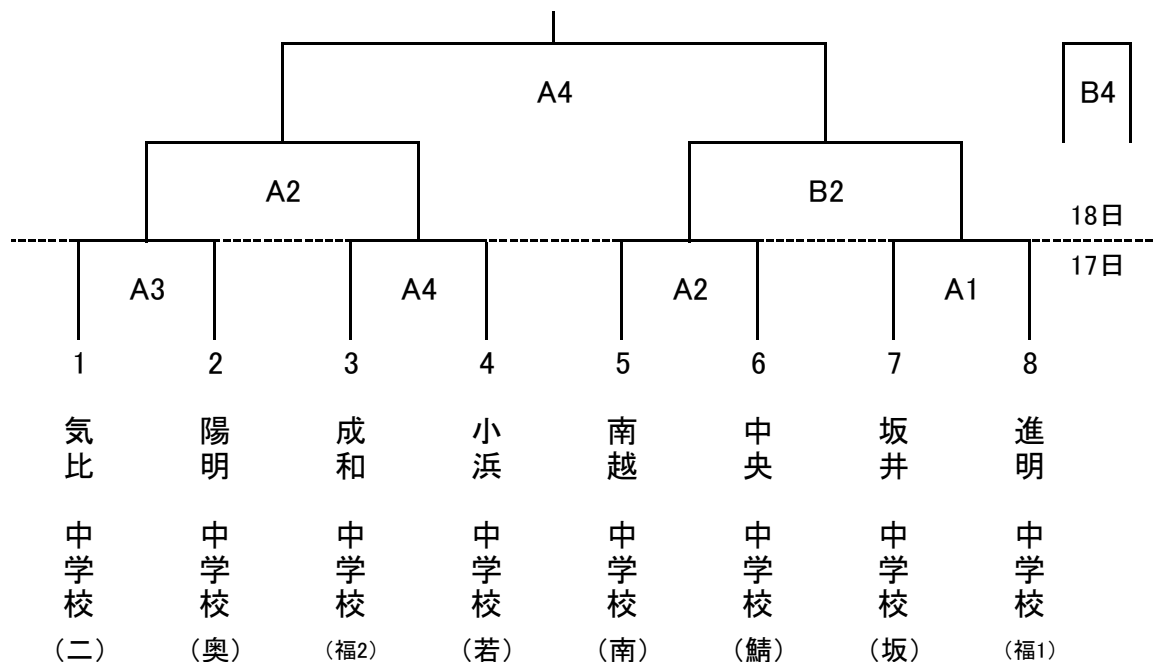 A4
B4
A2
B2
18日
17日
A3
A4
A2
A1
1
2
3
4
5
6
7
8
気比中学校
(二)
陽明中学校
(奥)
成和中学校
(福2)
小浜中学校
(若)
南越中学校
(南)
中央中学校
(鯖)
坂井中学校
(坂)
進明中学校
(福1)